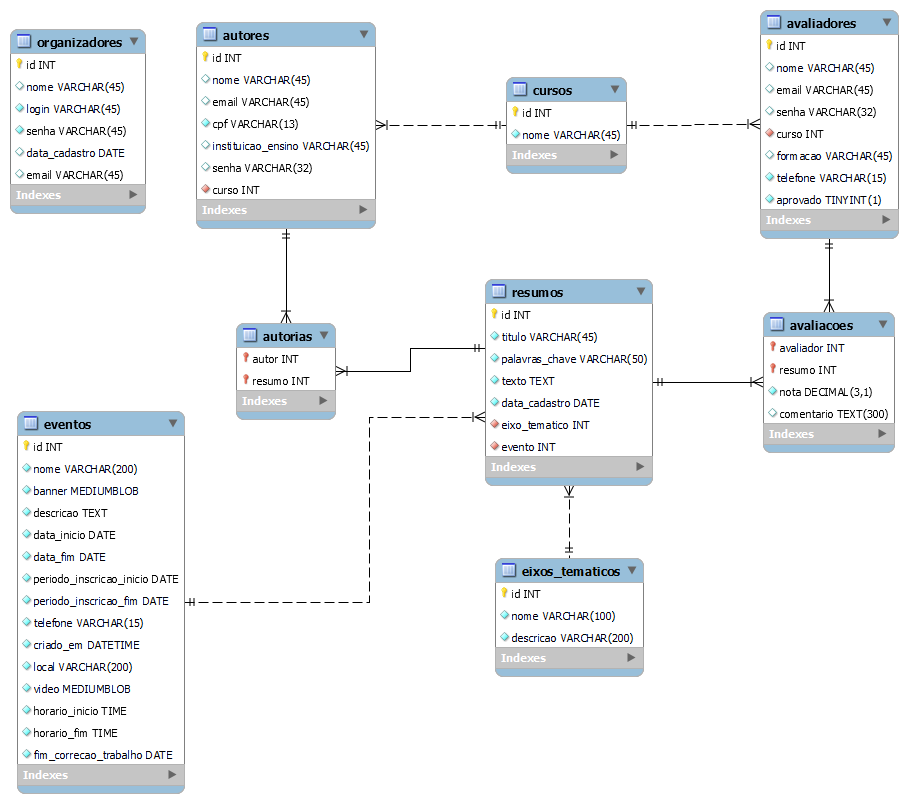 organizadores
id INT
nome VARCHAR(45)
login VARCHAR(45)
senha VARCHAR(45)
data_cadastro DATE
email VARCHAR(45)
Indexes
autores
id INT
nome VARCHAR(45)
email VARCHAR(45)
cpf VARCHAR(13)
instituicao_ensino VARCHAR(45)
senha VARCHAR(32)
curso INT
Indexes
cursos
id INT
nome VARCHAR(45)
Indexes
avaliadores
id INT
nome VARCHAR(45)
email VARCHAR(45)
senha VARCHAR(32)
curso INT
formacao VARCHAR(45)
telefone VARCHAR(15)
aprovado TINYINT(1)
Indexes
autorias
autor INT
resumo INT
Indexes
resumos
id INT
titulo VARCHAR(45)
palavras_chave VARCHAR(50)
texto TEXT
data_cadastro DATE
eixo_tematico INT
evento INT
Indexes
avaliacoes
avaliador INT
resumo INT
nota DECIMAL(3,1)
comentario TEXT(300)
Indexes
eventos
id INT
nome VARCHAR(200)
banner MEDIUMBLOB
descricao TEXT
data_inicio DATE
data_fim DATE
periodo_inscricao_inicio DATE
periodo_inscricao_fim DATE
telefone VARCHAR(15)
criado_em DATETIME
local VARCHAR(200)
video MEDIUMBLOB
horario_inicio TIME
horario_fim TIME
fim_correcao_trabalho DATE
Indexes
eixos_tematicos
id INT
nome VARCHAR(100)
descricao VARCHAR(200)
Indexes